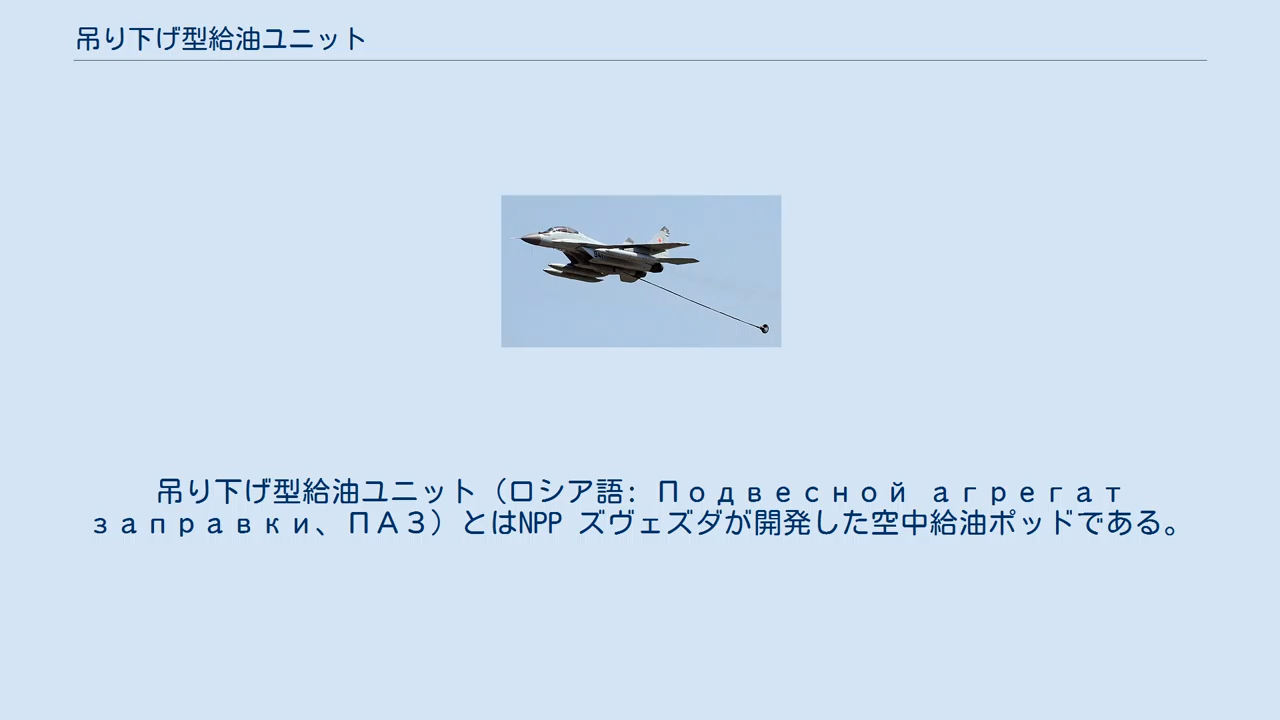 吊り下げ型給油ユニット
吊り下げ型給油ユニット（ロシア語: Подвесной агрегат
заправки、ПАЗ）とはNPP ズヴェズダが開発した空中給油ポッドである。